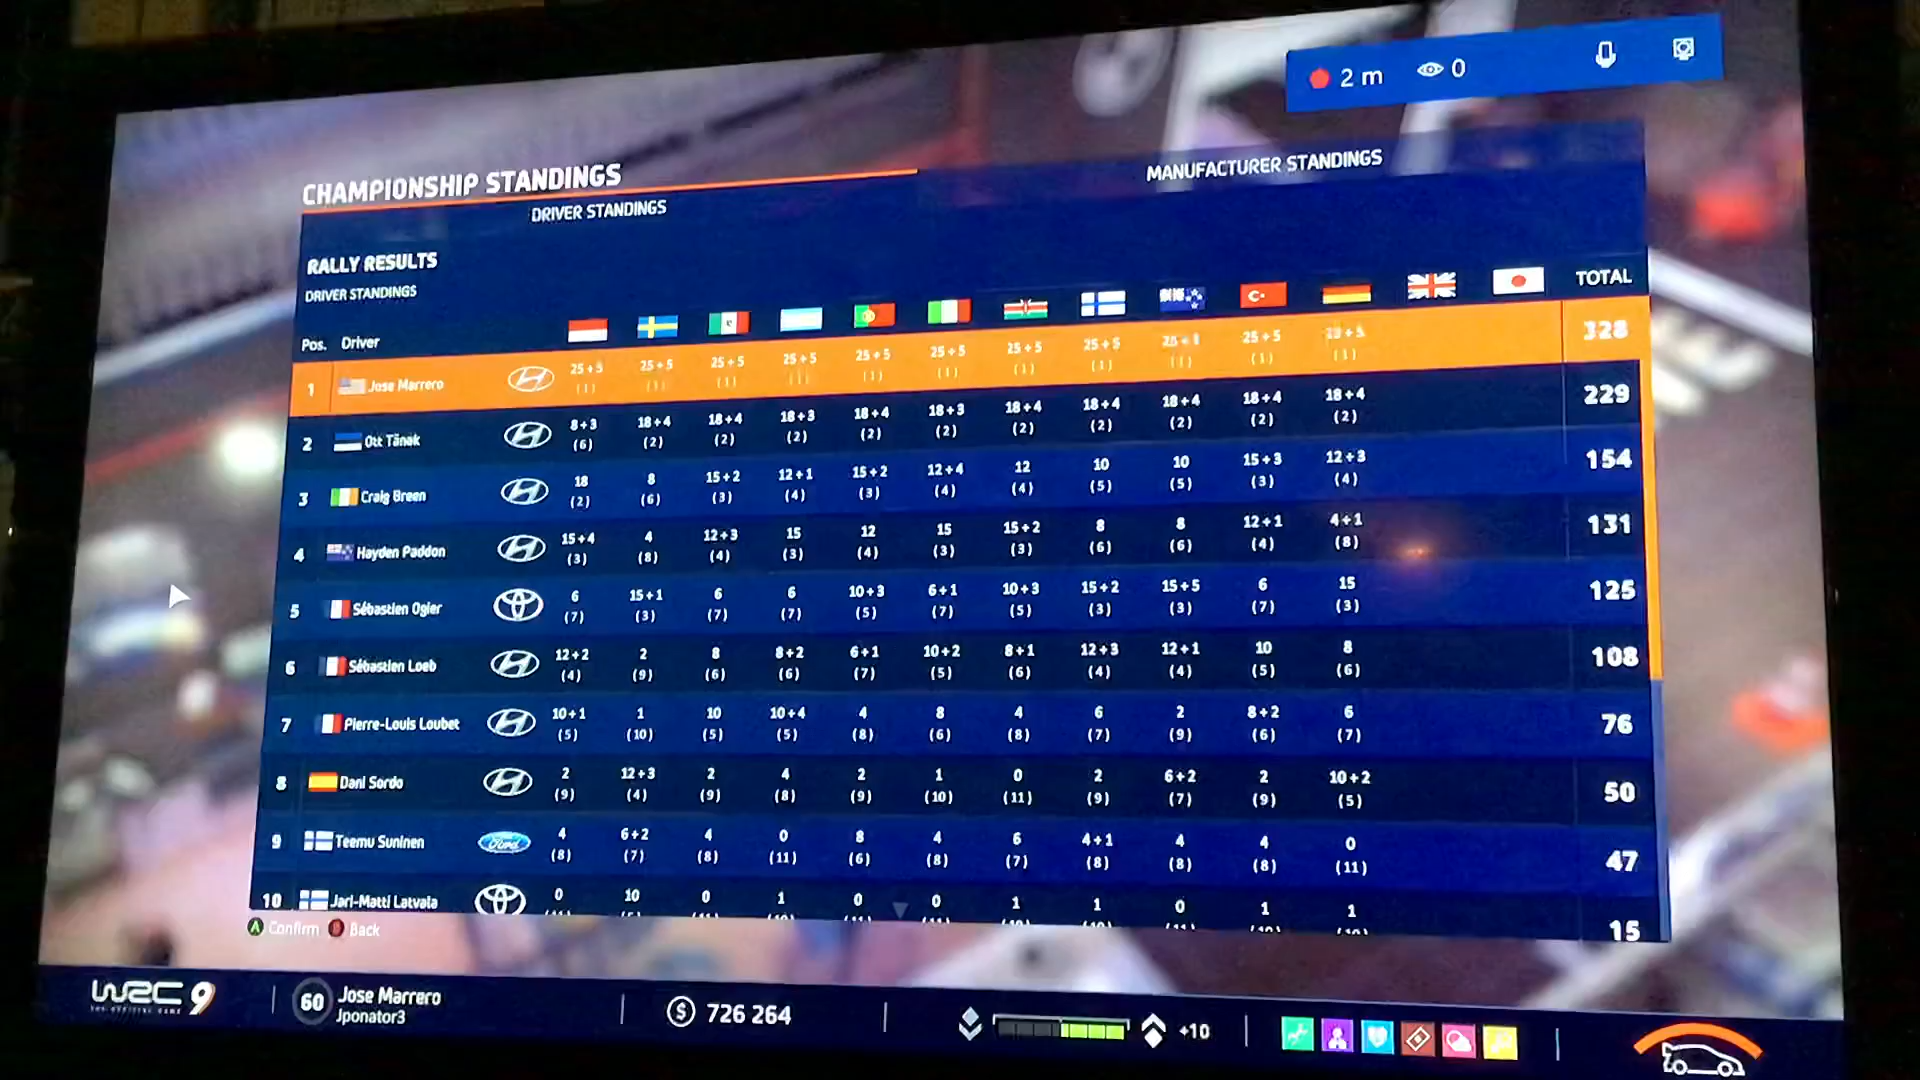 2 m 0
CHAMPIONSHIP STANDINGS
DRIVER STANDINGS
MANUFACTURER STANDINGS
RALLY RESULTS
DRIVER STANDINGS
Pos. Driver TOTAL
1 Jose Marrero 25+5 25+5 25+5 25+5 25+5 25+5 25+5 25+5 25+5 328
(1) (1) (1) (1) (1) (1) (1) (1) (1) (1) (1)
2 Ott Tänak 8+3 18+4 18+4 18+3 18+4 18+3 18+4 18+4 18+4 18+4 18+4 229
(6) (2) (2) (2) (2) (2) (2) (2) (2) (2) (2)
3 Craig Breen 18 8 15+2 12+1 15+2 12+4 12 10 10 15+3 12+3 154
(2) (6) (3) (4) (3) (4) (4) (5) (5) (3) (4)
4 Hayden Paddon 15+4 4 12+3 15 12 15 15+2 8 8 12+1 4+1 131
(3) (8) (4) (3) (4) (3) (3) (6) (6) (4) (8)
5 Sébastien Ogier 6 15+1 6 6 10+3 6+1 10+3 15+2 15+5 6 15 125
(7) (3) (7) (7) (5) (7) (5) (3) (3) (7) (3)
6 Sébastien Loeb 12+2 2 8 8+2 6+1 10+2 8+1 12+3 12+1 10 8 108
(4) (9) (6) (6) (7) (5) (6) (4) (4) (5) (6)
7 Pierre-Louis Loubet 10+1 1 10 10+4 4 8 4 6 2 8+2 6 76
(5) (10) (5) (5) (8) (6) (8) (7) (9) (6) (7)
8 Dani Sordo 2 12+3 2 4 2 1 0 2 6+2 2 10+2 50
(9) (4) (9) (8) (9) (10) (11) (9) (7) (9) (5)
9 Teemu Suninen Ford 4 6+2 4 0 8 4 6 4+1 4 4 0 47
(8) (7) (8) (11) (6) (8) (7) (8) (8) (8) (11)
10 Jari-Matti Latvala 0 10 0 1 0 0 1 1 0 1 1 15
A Confirm B Back
WRC 9
60 Jose Marrero
Jponator3
$ 726 264
+10